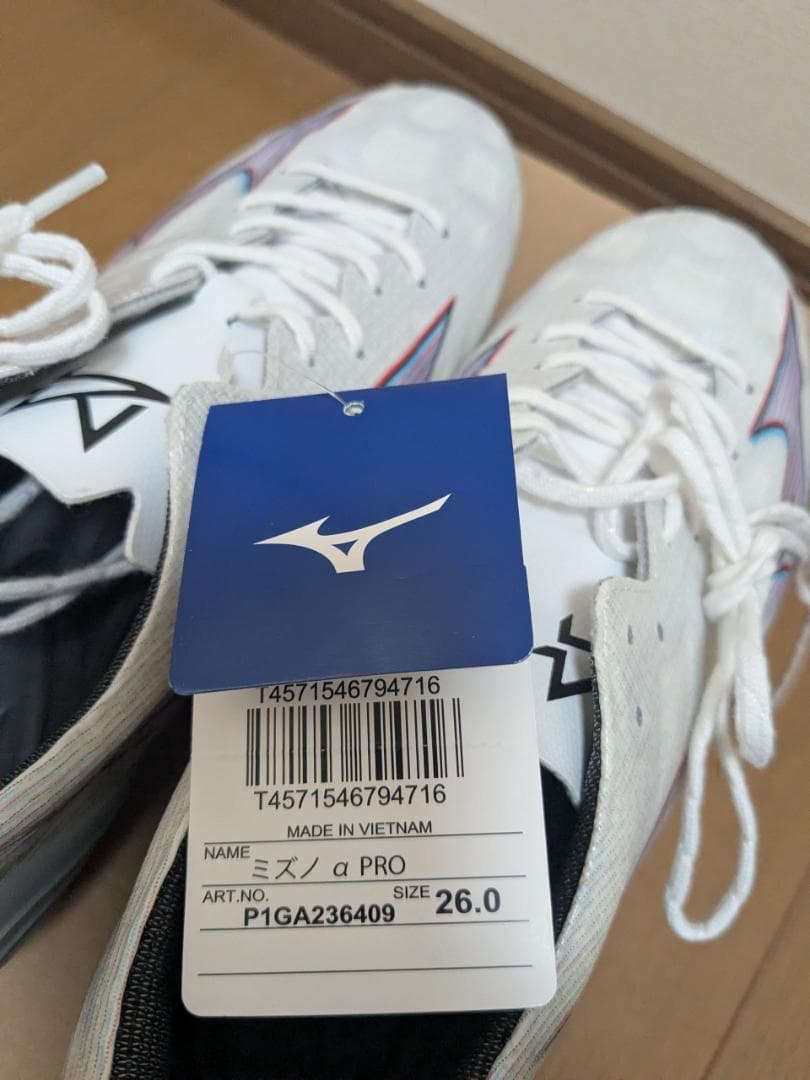 T4571546794716
T4571546794716
MADE IN VIETNAM
NAME ミズノ α PRO
ART.NO. P1GA236409 SIZE 26.0